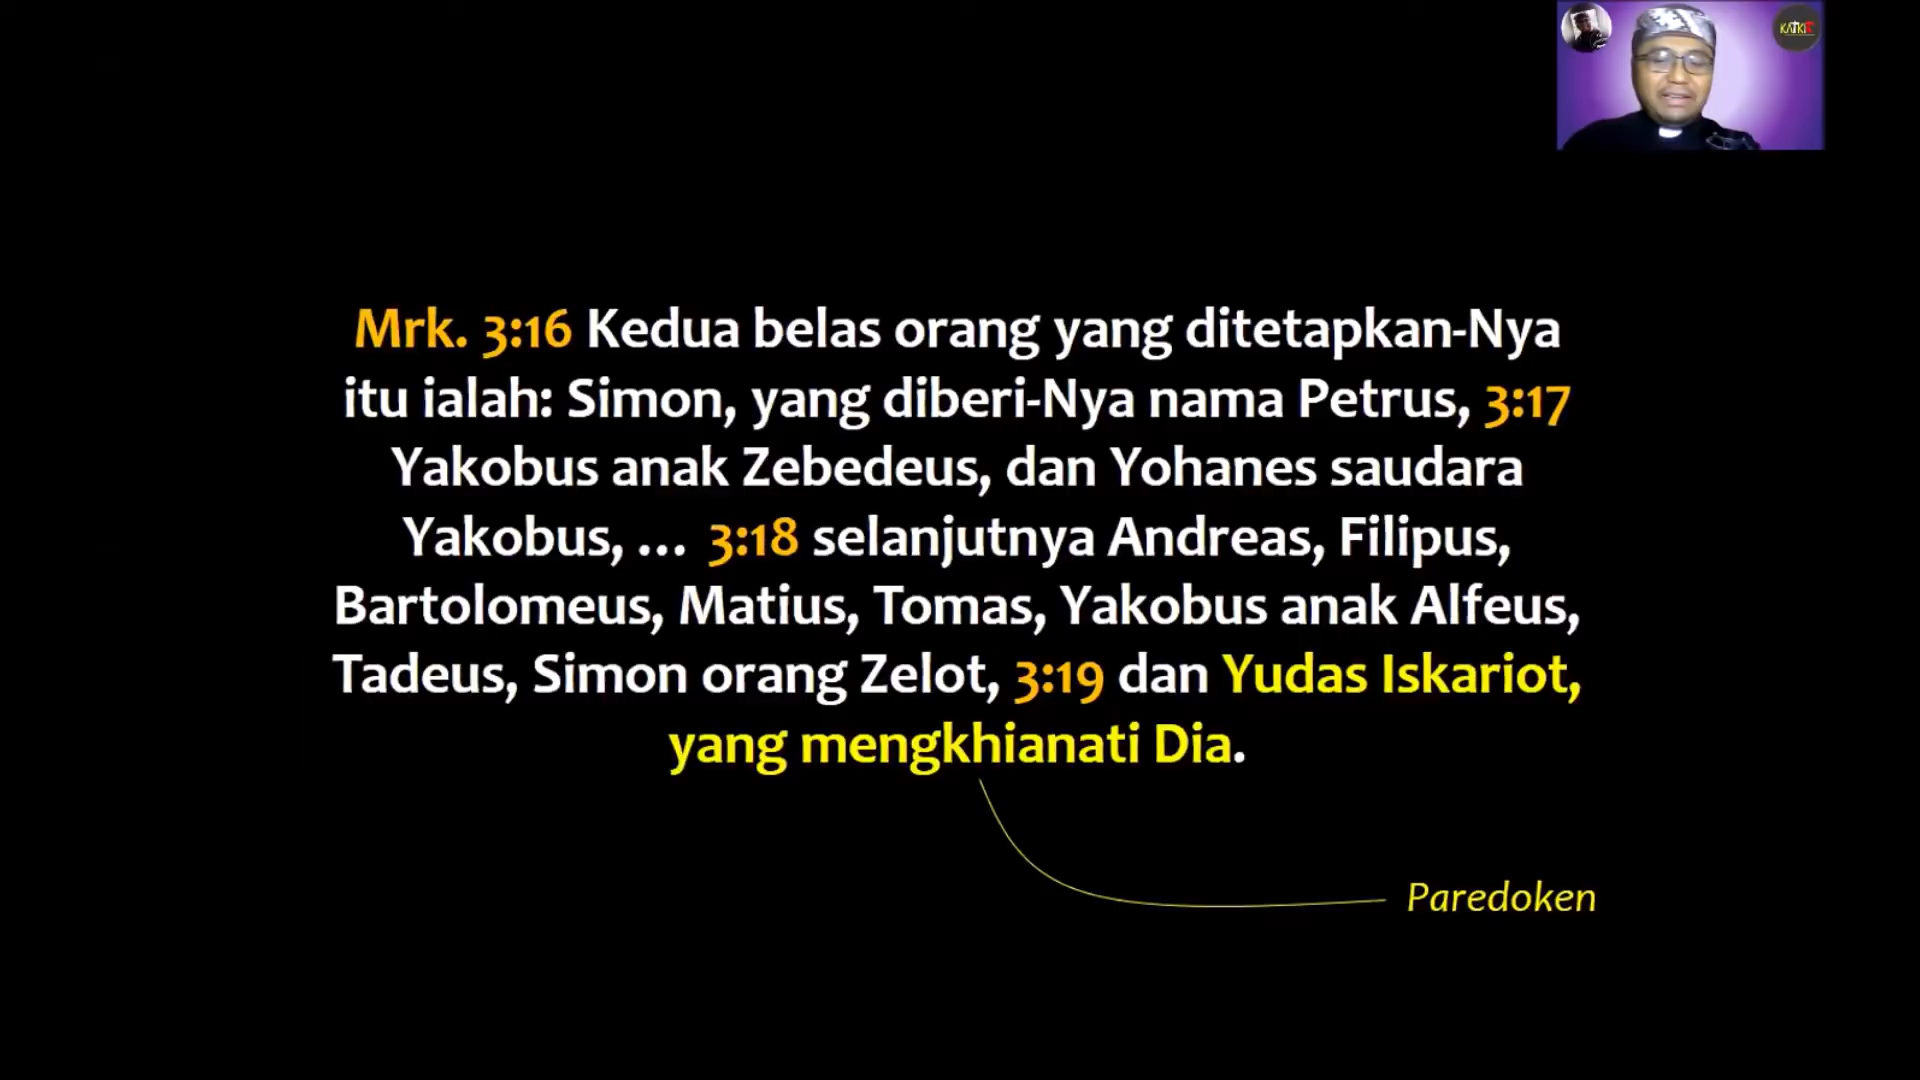 KATKIT
Mrk. 3:16 Kedua belas orang yang ditetapkan-Nya
itu ialah: Simon, yang diberi-Nya nama Petrus, 3:17
Yakobus anak Zebedeus, dan Yohanes saudara
Yakobus, ... 3:18 selanjutnya Andreas, Filipus,
Bartolomeus, Matius, Tomas, Yakobus anak Alfeus,
Tadeus, Simon orang Zelot, 3:19 dan Yudas Iskariot,
yang mengkhianati Dia.
Paredoken